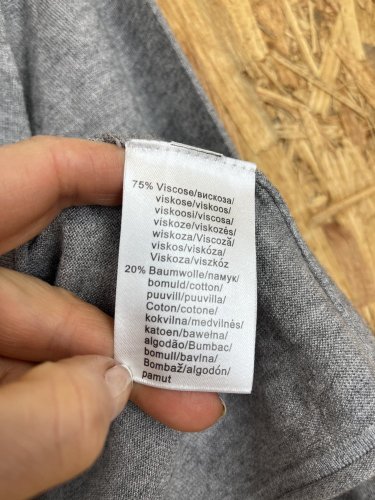 75% Viscose/вискоза/
viskose/viskoos/
viskoosi/viscosa/
viskoze/viskozės/
wiskoza/Viscoză/
viskos/viskóza/
Viskoza/viszkóz
20% Baumwolle/памук/
bomuld/cotton/
puuvill/puuvilla/
Coton/cotone/
kokvilna/medvilnės/
katoen/bawełna/
algodão/Bumbac/
bomull/bavlna/
Bombaž/algodón/
pamut